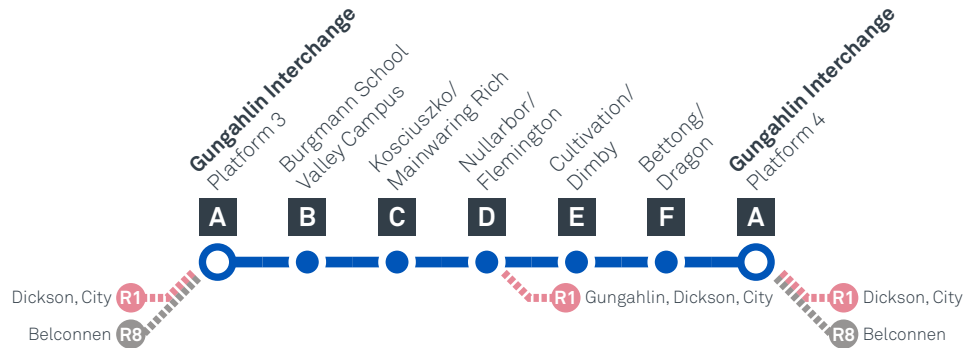 Gungahlin Interchange
Platform 3
Burgmann School
Valley Campus
Kosciuszko/
Mainwaring Rich
Nullarbor/
Flemington
Cultivation/
Dimby
Bettong/
Dragon
Gungahlin Interchange
Platform 4
A
B
C
D
E
F
A
Dickson, City R1
Belconnen R8
R1 Gungahlin, Dickson, City
R1 Dickson, City
R8 Belconnen